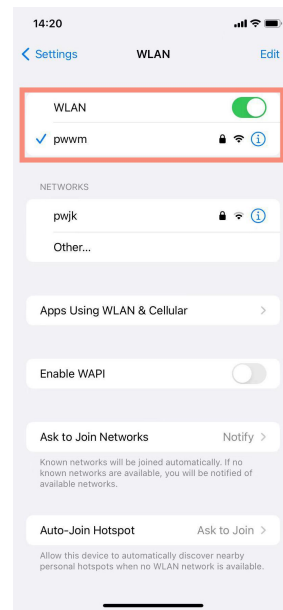 14:20
Settings WLAN Edit
WLAN
pwwm
NETWORKS
pwjk
Other...
Apps Using WLAN & Cellular
Enable WAPI
Ask to Join Networks Notify
Known networks will be joined automatically. If no
known networks are available, you will be notified of
available networks.
Auto-Join Hotspot Ask to Join
Allow this device to automatically discover nearby
personal hotspots when no WLAN network is available.